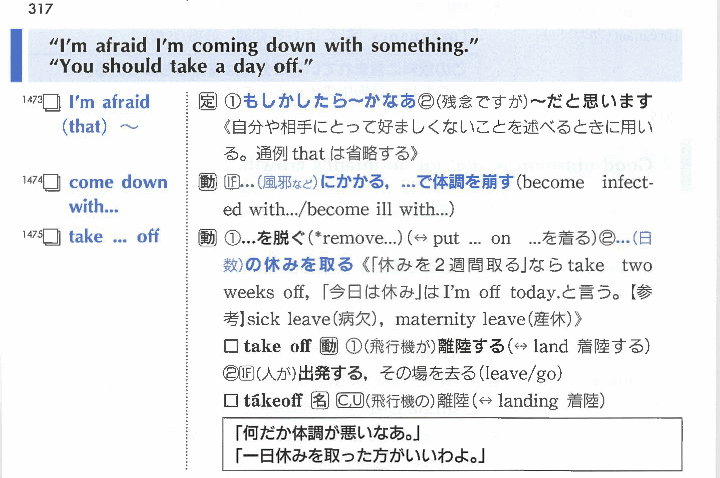 317
“I’m afraid I’m coming down with something.”
“You should take a day off.”
1473□ I’m afraid (that) ～
定 ①もしかしたら～かなあ②(残念ですが)～だと思います
《自分や相手にとって好ましくないことを述べるときに用い
る。通例 that は省略する》
1474□ come down with...
動 IF...(風邪など)にかかる，...で体調を崩す(become infect-
ed with.../become ill with...)
1475□ take ... off
動 ①...を脱ぐ(*remove...)(↔ put ... on ...を着る)②...(日
数)の休みを取る《「休みを２週間取る」なら take two
weeks off, 「今日は休み」は I’m off today.と言う。【参
考】sick leave(病欠), maternity leave(産休)》
□ take off 動 ①(飛行機が)離陸する(↔ land 着陸する)
②IF(人が)出発する，その場を去る(leave/go)
□ tákeoff 名 C,U(飛行機の)離陸(↔ landing 着陸)
「何だか体調が悪いなあ。」
「一日休みを取った方がいいわよ。」